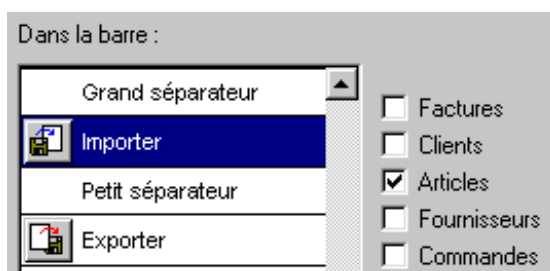 Dans la barre :
Grand séparateur
Importer
Petit séparateur
Exporter
Factures
Clients
Articles
Fournisseurs
Commandes